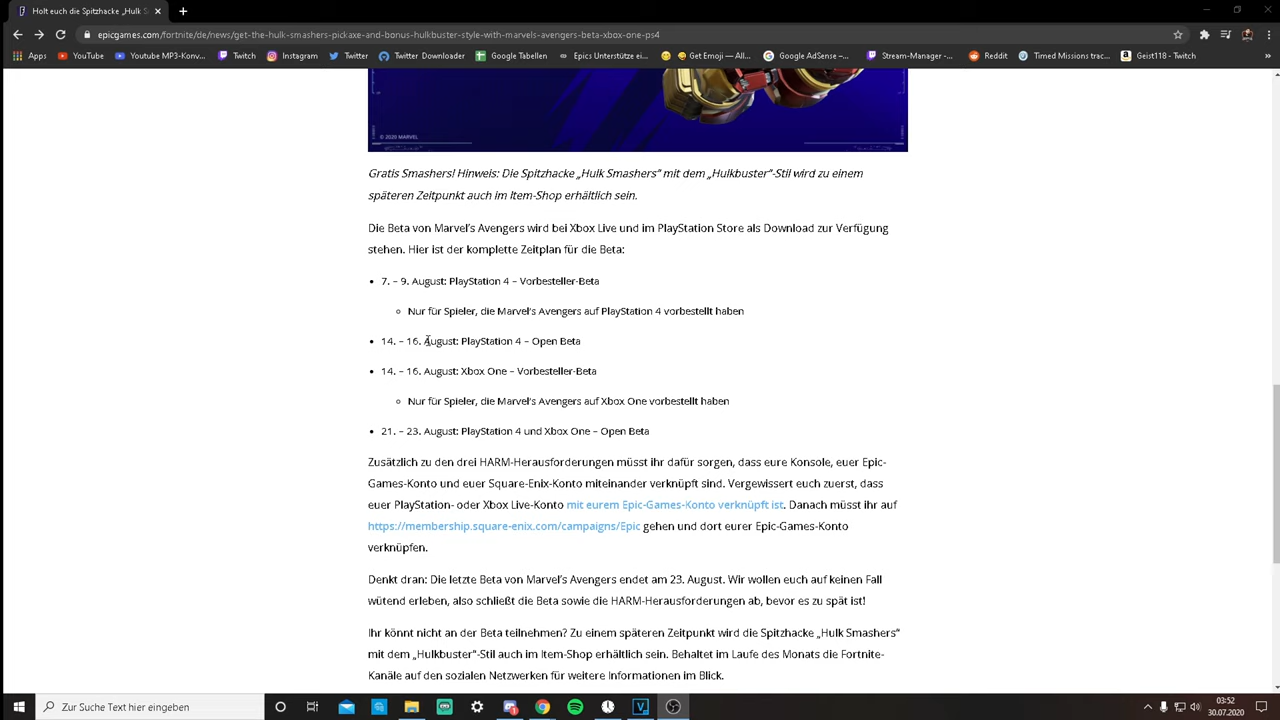 Holt euch die Spitzhacke „Hulk S
epicgames.com/fortnite/de/news/get-the-hulk-smashers-pickaxe-and-bonus-hulkbuster-style-with-marvels-avengers-beta-xbox-one-ps4
Apps YouTube Youtube MP3-Konv... Twitch Instagram Twitter Twitter Downloader Google Tabellen Epics Unterstütze ei... Get Emoji — All... Google AdSense –... Stream-Manager -... Reddit Timed Missions trac... Geist118 - Twitch »
© 2020 MARVEL
Gratis Smashers! Hinweis: Die Spitzhacke „Hulk Smashers“ mit dem „Hulkbuster“-Stil wird zu einem
späteren Zeitpunkt auch im Item-Shop erhältlich sein.
Die Beta von Marvel’s Avengers wird bei Xbox Live und im PlayStation Store als Download zur Verfügung
stehen. Hier ist der komplette Zeitplan für die Beta:
• 7. – 9. August: PlayStation 4 – Vorbesteller-Beta
○ Nur für Spieler, die Marvel’s Avengers auf PlayStation 4 vorbestellt haben
• 14. – 16. August: PlayStation 4 – Open Beta
• 14. – 16. August: Xbox One – Vorbesteller-Beta
○ Nur für Spieler, die Marvel’s Avengers auf Xbox One vorbestellt haben
• 21. – 23. August: PlayStation 4 und Xbox One – Open Beta
Zusätzlich zu den drei HARM-Herausforderungen müsst ihr dafür sorgen, dass eure Konsole, euer Epic-
Games-Konto und euer Square-Enix-Konto miteinander verknüpft sind. Vergewissert euch zuerst, dass
euer PlayStation- oder Xbox Live-Konto mit eurem Epic-Games-Konto verknüpft ist. Danach müsst ihr auf
https://membership.square-enix.com/campaigns/Epic gehen und dort eurer Epic-Games-Konto
verknüpfen.
Denkt dran: Die letzte Beta von Marvel’s Avengers endet am 23. August. Wir wollen euch auf keinen Fall
wütend erleben, also schließt die Beta sowie die HARM-Herausforderungen ab, bevor es zu spät ist!
Ihr könnt nicht an der Beta teilnehmen? Zu einem späteren Zeitpunkt wird die Spitzhacke „Hulk Smashers“
mit dem „Hulkbuster“-Stil auch im Item-Shop erhältlich sein. Behaltet im Laufe des Monats die Fortnite-
Kanäle auf den sozialen Netzwerken für weitere Informationen im Blick.
Zur Suche Text hier eingeben
03:52
30.07.2020